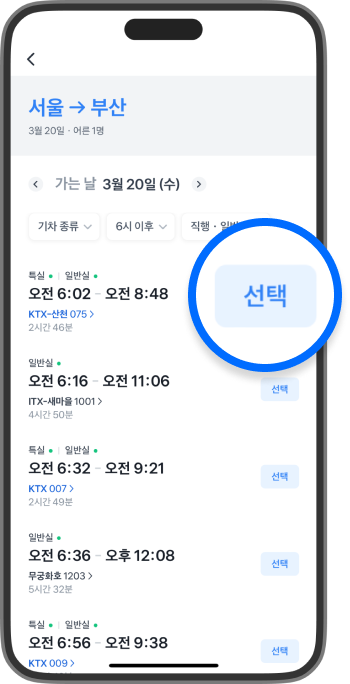 서울 → 부산
3월 20일 · 어른 1명
가는 날 3월 20일 (수)
기차 종류 6시 이후 직행 · 일반
특실 일반실
오전 6:02 – 오전 8:48
선택
KTX-산천 075
2시간 46분
일반실
오전 6:16 – 오전 11:06
선택
ITX-새마을 1001
4시간 50분
특실 일반실
오전 6:32 – 오전 9:21
선택
KTX 007
2시간 49분
일반실
오전 6:36 – 오후 12:08
선택
무궁화호 1203
5시간 32분
특실 일반실
오전 6:56 – 오전 9:38
선택
KTX 009